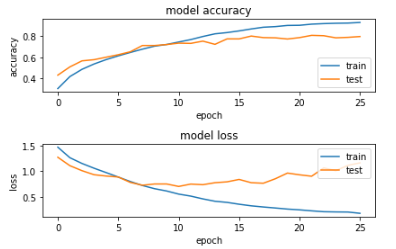 model accuracy
0.8
0.6
0.4
accuracy
train
test
0 5 10 15 20 25
epoch
model loss
1.5
1.0
0.5
loss
train
test
0 5 10 15 20 25
epoch